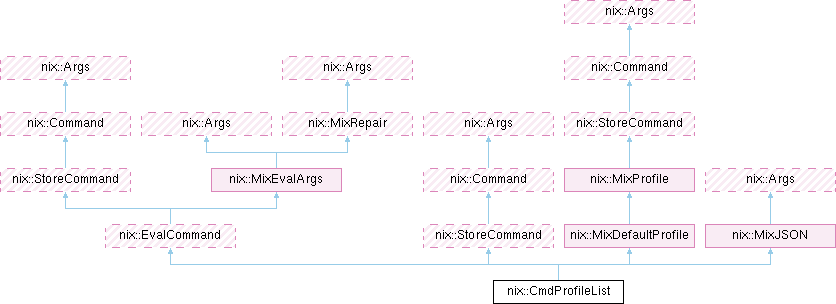 nix::Args
nix::Args
nix::Args
nix::Command
nix::Command
nix::Args
nix::MixRepair
nix::Args
nix::StoreCommand
nix::StoreCommand
nix::MixEvalArgs
nix::Command
nix::MixProfile
nix::Args
nix::EvalCommand
nix::StoreCommand
nix::MixDefaultProfile
nix::MixJSON
nix::CmdProfileList